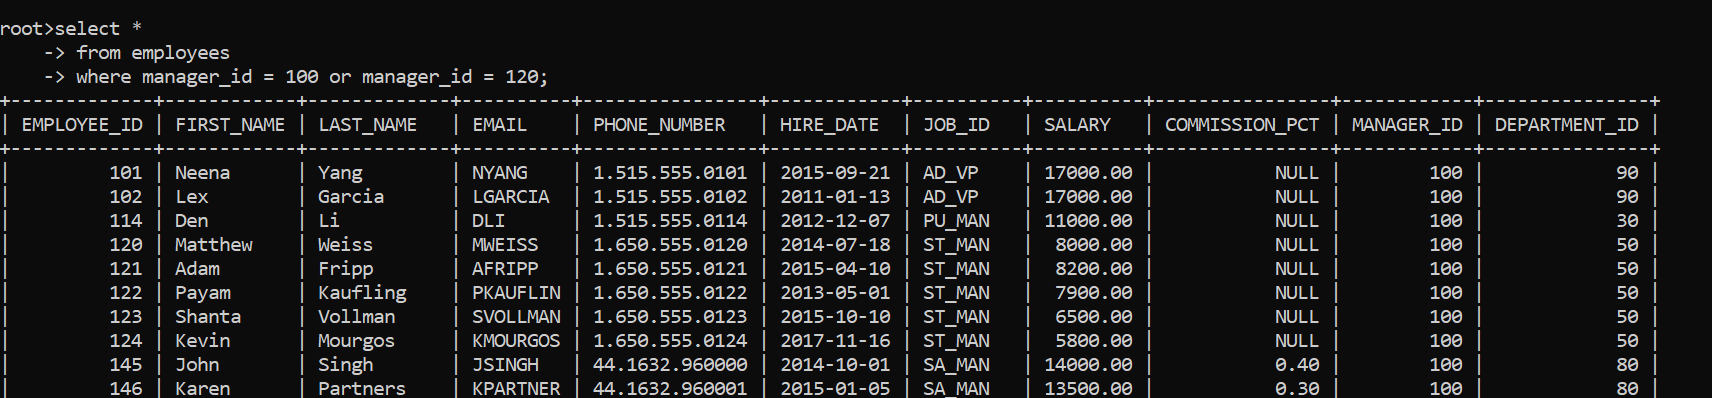 root>select *
    -> from employees
    -> where manager_id = 100 or manager_id = 120;
+-------------+------------+-------------+----------+----------------+------------+----------+----------+----------------+------------+---------------+
| EMPLOYEE_ID | FIRST_NAME | LAST_NAME   | EMAIL    | PHONE_NUMBER   | HIRE_DATE  | JOB_ID   | SALARY   | COMMISSION_PCT | MANAGER_ID | DEPARTMENT_ID |
+-------------+------------+-------------+----------+----------------+------------+----------+----------+----------------+------------+---------------+
|         101 | Neena      | Yang        | NYANG    | 1.515.555.0101 | 2015-09-21 | AD_VP    | 17000.00 |           NULL |        100 |            90 |
|         102 | Lex        | Garcia      | LGARCIA  | 1.515.555.0102 | 2011-01-13 | AD_VP    | 17000.00 |           NULL |        100 |            90 |
|         114 | Den        | Li          | DLI      | 1.515.555.0114 | 2012-12-07 | PU_MAN   | 11000.00 |           NULL |        100 |            30 |
|         120 | Matthew    | Weiss       | MWEISS   | 1.650.555.0120 | 2014-07-18 | ST_MAN   |  8000.00 |           NULL |        100 |            50 |
|         121 | Adam       | Fripp       | AFRIPP   | 1.650.555.0121 | 2015-04-10 | ST_MAN   |  8200.00 |           NULL |        100 |            50 |
|         122 | Payam      | Kaufling    | PKAUFLIN | 1.650.555.0122 | 2013-05-01 | ST_MAN   |  7900.00 |           NULL |        100 |            50 |
|         123 | Shanta     | Vollman     | SVOLLMAN | 1.650.555.0123 | 2015-10-10 | ST_MAN   |  6500.00 |           NULL |        100 |            50 |
|         124 | Kevin      | Mourgos     | KMOURGOS | 1.650.555.0124 | 2017-11-16 | ST_MAN   |  5800.00 |           NULL |        100 |            50 |
|         145 | John       | Singh       | JSINGH   | 44.1632.960000 | 2014-10-01 | SA_MAN   | 14000.00 |           0.40 |        100 |            80 |
|         146 | Karen      | Partners    | KPARTNER | 44.1632.960001 | 2015-01-05 | SA_MAN   | 13500.00 |           0.30 |        100 |            80 |